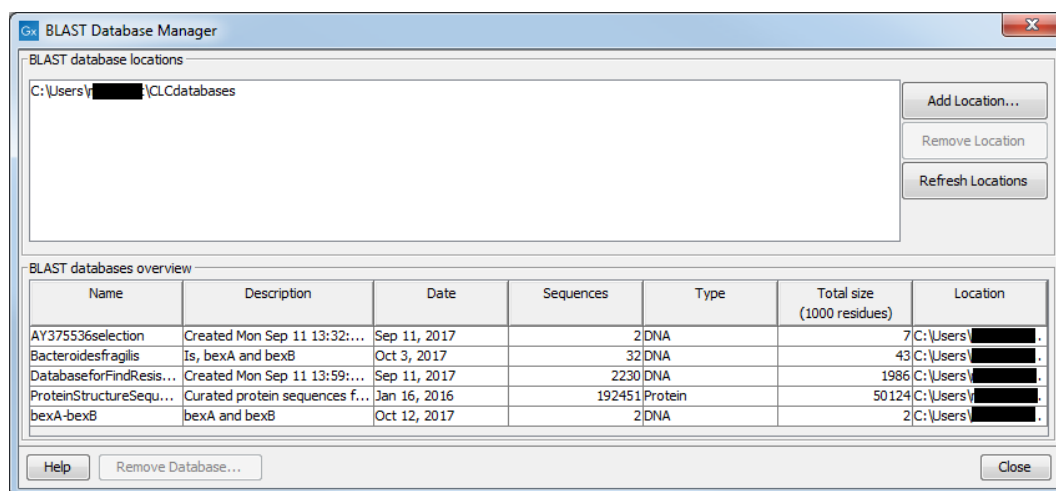 Gx BLAST Database Manager
BLAST database locations
C:\Users\r :\CLCdatabases
Add Location...
Remove Location
Refresh Locations
BLAST databases overview
Name Description Date Sequences Type Total size Location
(1000 residues)
AY375536selection Created Mon Sep 11 13:32:... Sep 11, 2017 2 DNA 7 C:\Users\ .
Bacteroidesfragilis Is, bexA and bexB Oct 3, 2017 32 DNA 43 C:\Users\ .
DatabaseforFindResis... Created Mon Sep 11 13:59:... Sep 11, 2017 2230 DNA 1986 C:\Users\r .
ProteinStructureSequ... Curated protein sequences f... Jan 16, 2016 192451 Protein 50124 C:\Users\r .
bexA-bexB bexA and bexB Oct 12, 2017 2 DNA 2 C:\Users\ .
Help Remove Database... Close